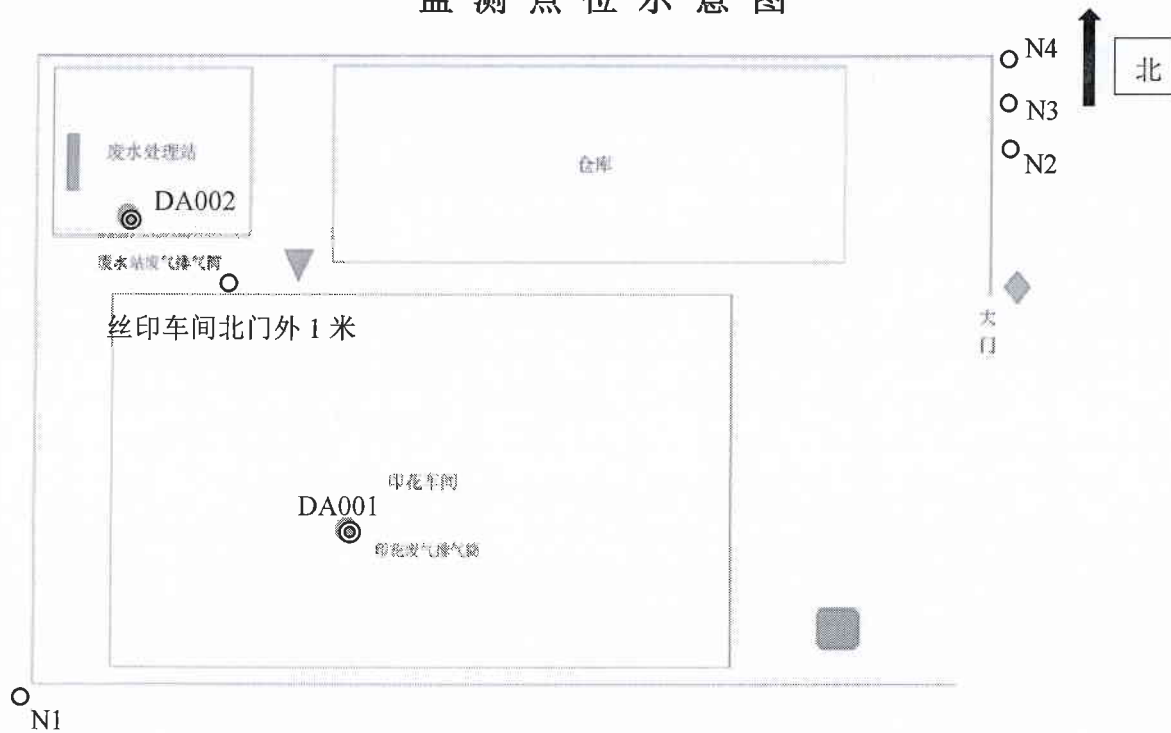 监测点位示意图
N4
北
N3
N2
废水处理站
仓库
DA002
废水站废气排气筒
丝印车间北门外 1 米
大
门
印花车间
DA001
印花废气排气筒
N1